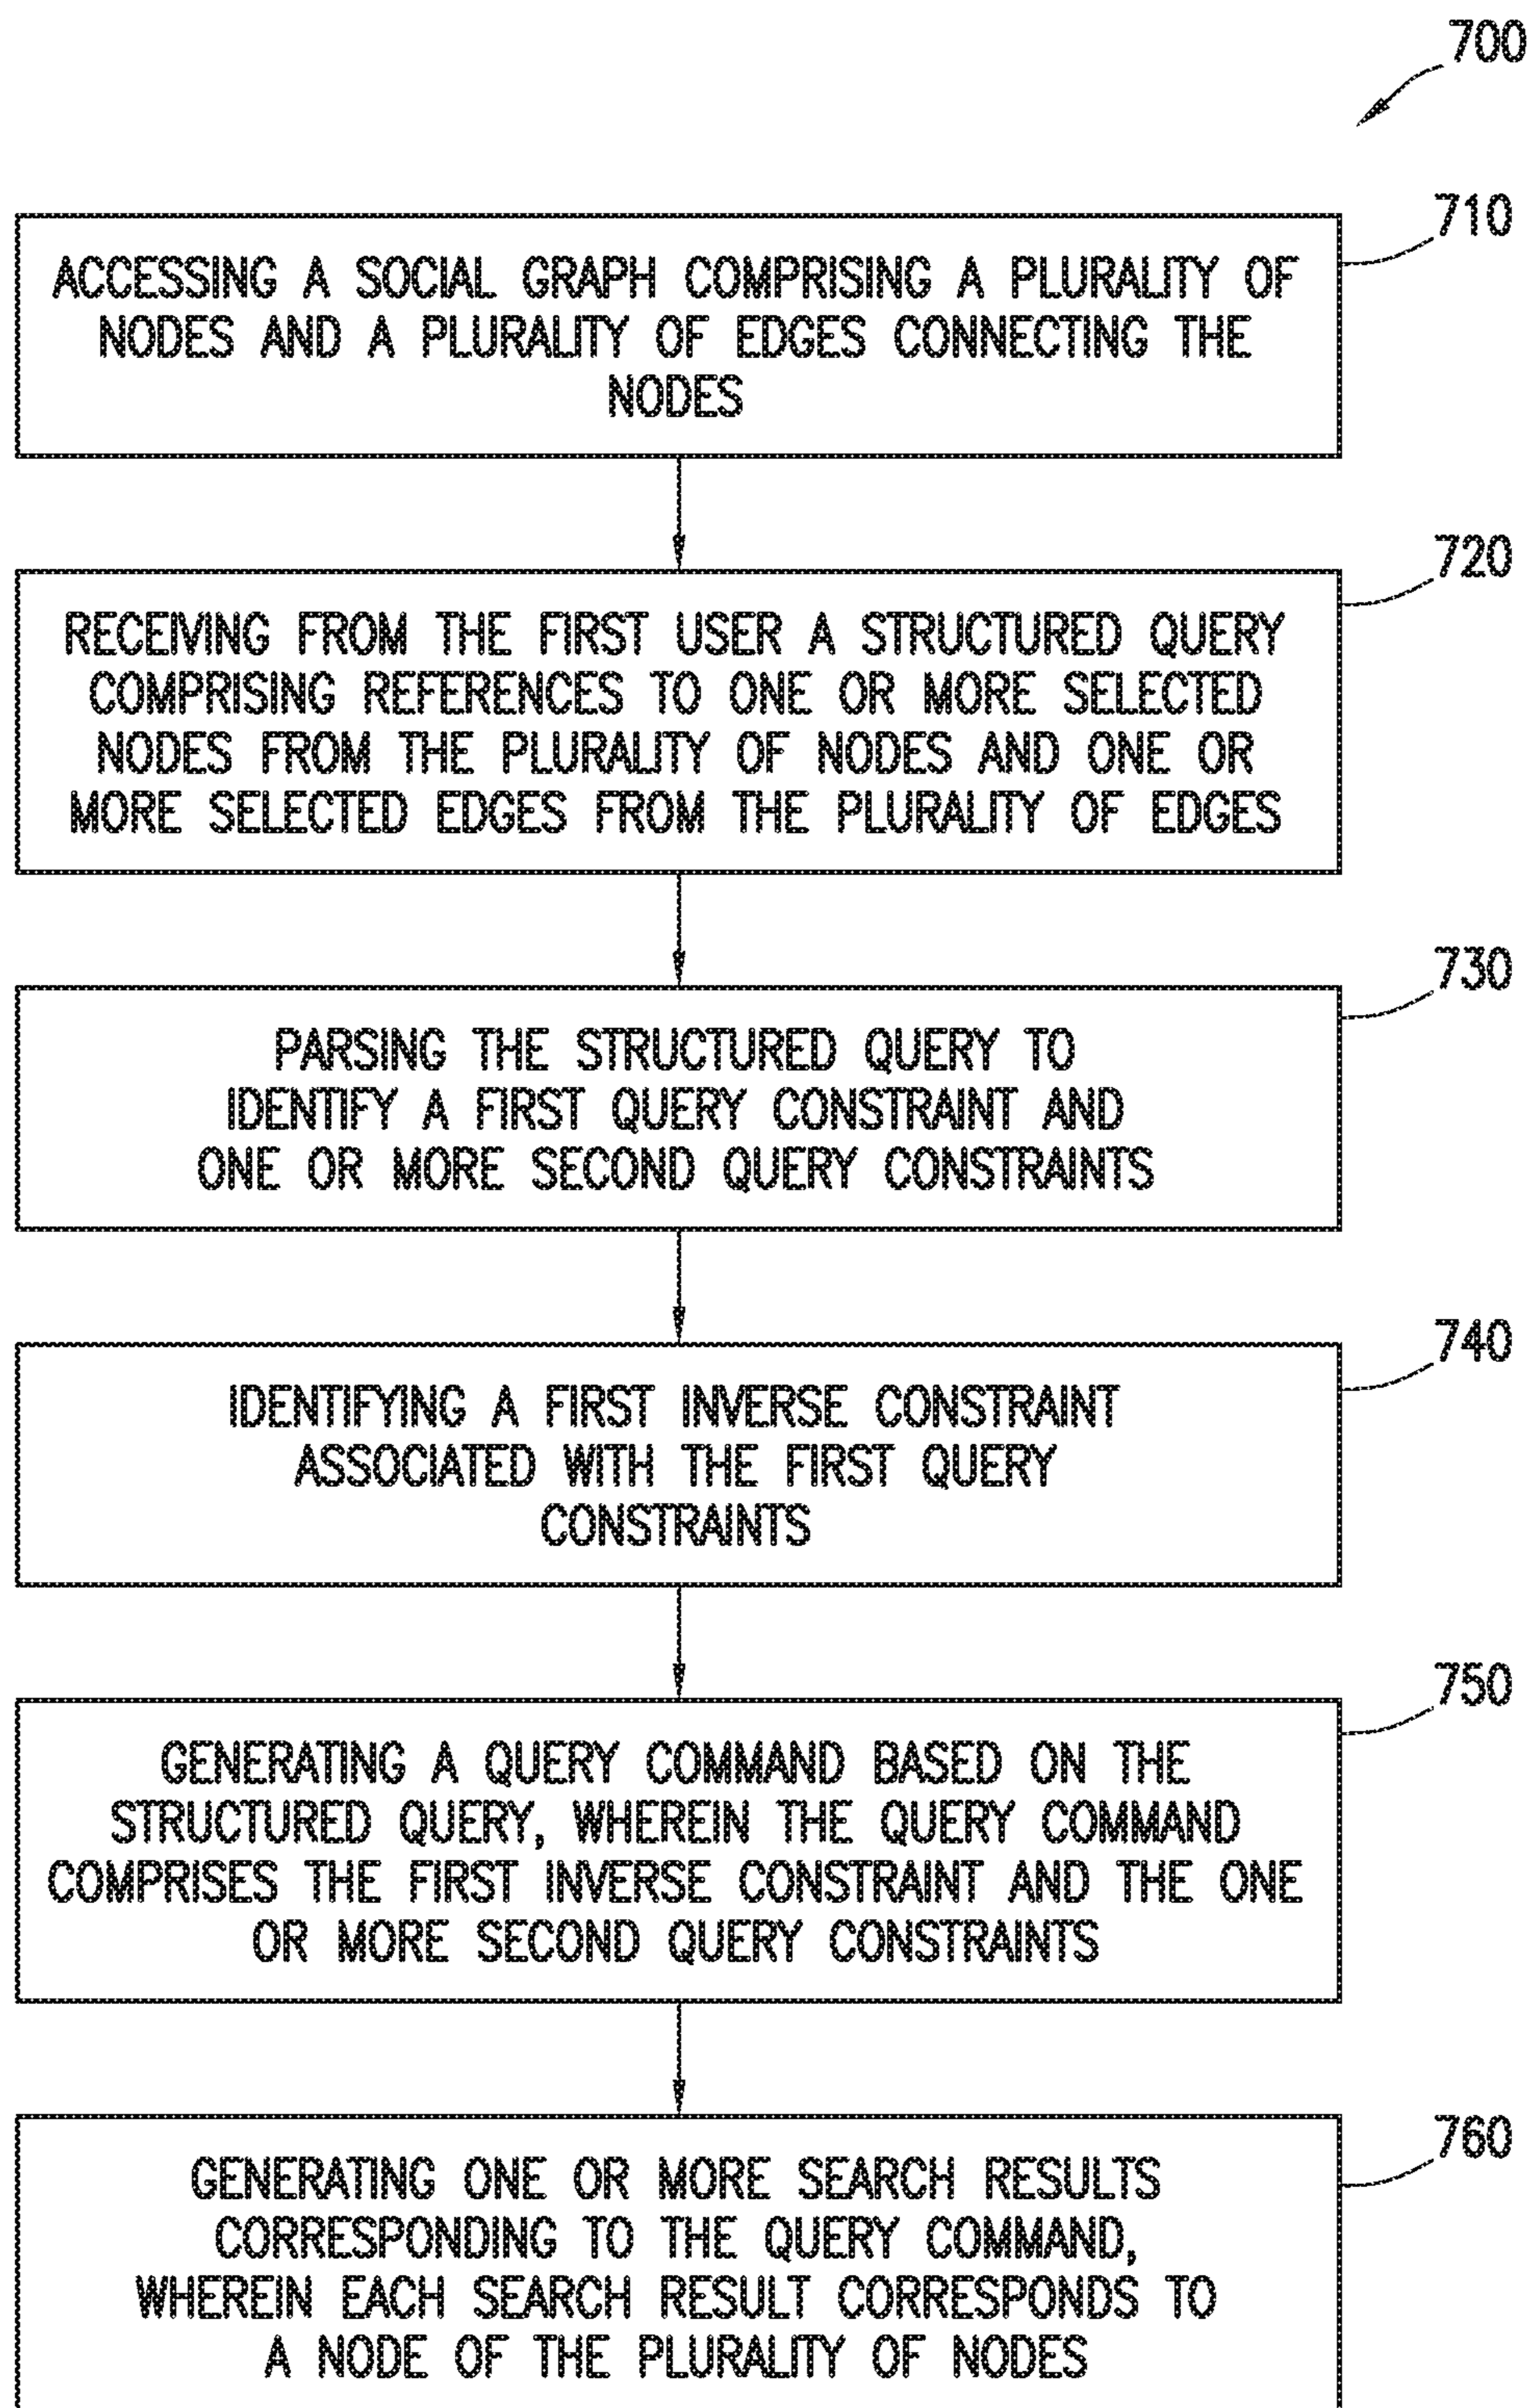 700
710
ACCESSING A SOCIAL GRAPH COMPRISING A PLURALITY OF
NODES AND A PLURALITY OF EDGES CONNECTING THE
NODES
720
RECEIVING FROM THE FIRST USER A STRUCTURED QUERY
COMPRISING REFERENCES TO ONE OR MORE SELECTED
NODES FROM THE PLURALITY OF NODES AND ONE OR
MORE SELECTED EDGES FROM THE PLURALITY OF EDGES
730
PARSING THE STRUCTURED QUERY TO
IDENTIFY A FIRST QUERY CONSTRAINT AND
ONE OR MORE SECOND QUERY CONSTRAINTS
740
IDENTIFYING A FIRST INVERSE CONSTRAINT
ASSOCIATED WITH THE FIRST QUERY
CONSTRAINTS
750
GENERATING A QUERY COMMAND BASED ON THE
STRUCTURED QUERY, WHEREIN THE QUERY COMMAND
COMPRISES THE FIRST INVERSE CONSTRAINT AND THE ONE
OR MORE SECOND QUERY CONSTRAINTS
760
GENERATING ONE OR MORE SEARCH RESULTS
CORRESPONDING TO THE QUERY COMMAND,
WHEREIN EACH SEARCH RESULT CORRESPONDS TO
A NODE OF THE PLURALITY OF NODES